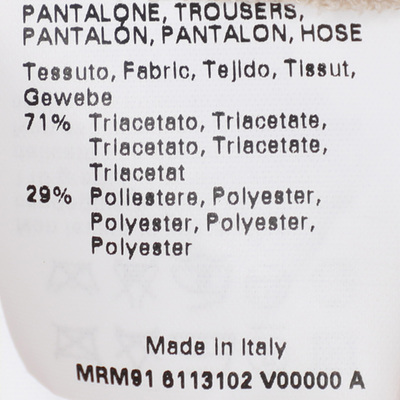 PANTALONE, TROUSERS,
PANTALÓN, PANTALON, HOSE
Tessuto, Fabric, Tejido, Tissut,
Gewebe
71% Triacetato, Triacetate,
Triacetato, Triacetate,
Triacetat
29% Poliestere, Polyester,
Polyester, Polyester,
Polyester
Made in Italy
MRM91 6113102 V00000 A